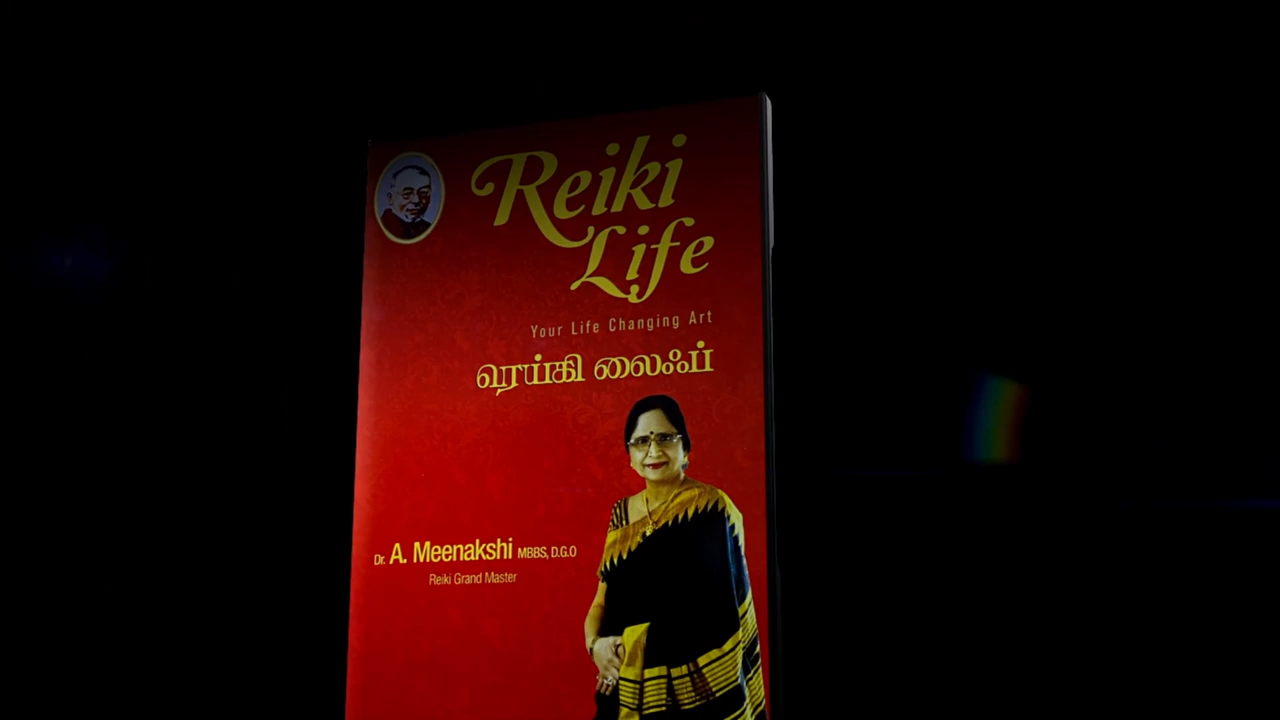 Reiki
Life
Your Life Changing Art
ரெய்கி லைஃப்
Dr. A. Meenakshi MBBS, D.G.O
Reiki Grand Master